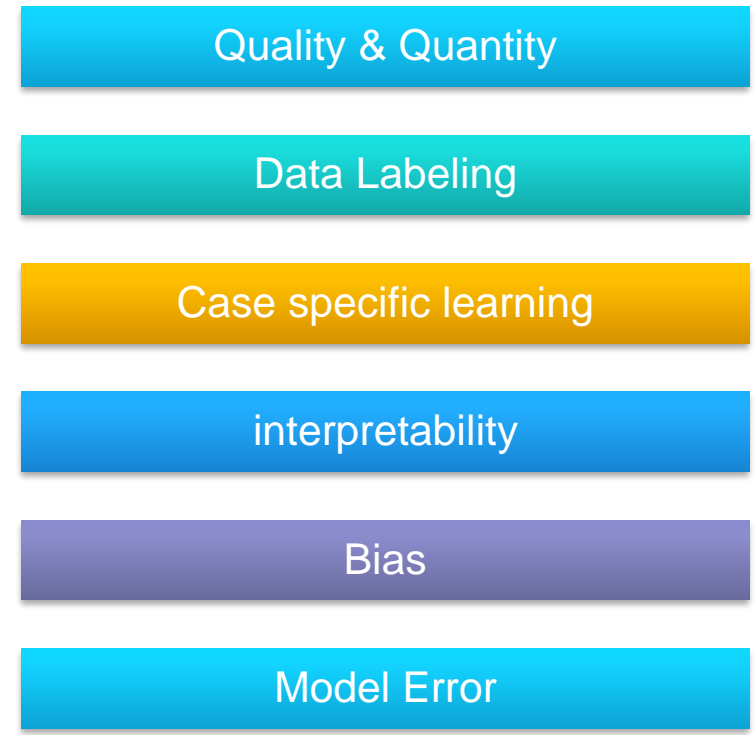 Quality & Quantity
Data Labeling
Case specific learning
interpretability
Bias
Model Error